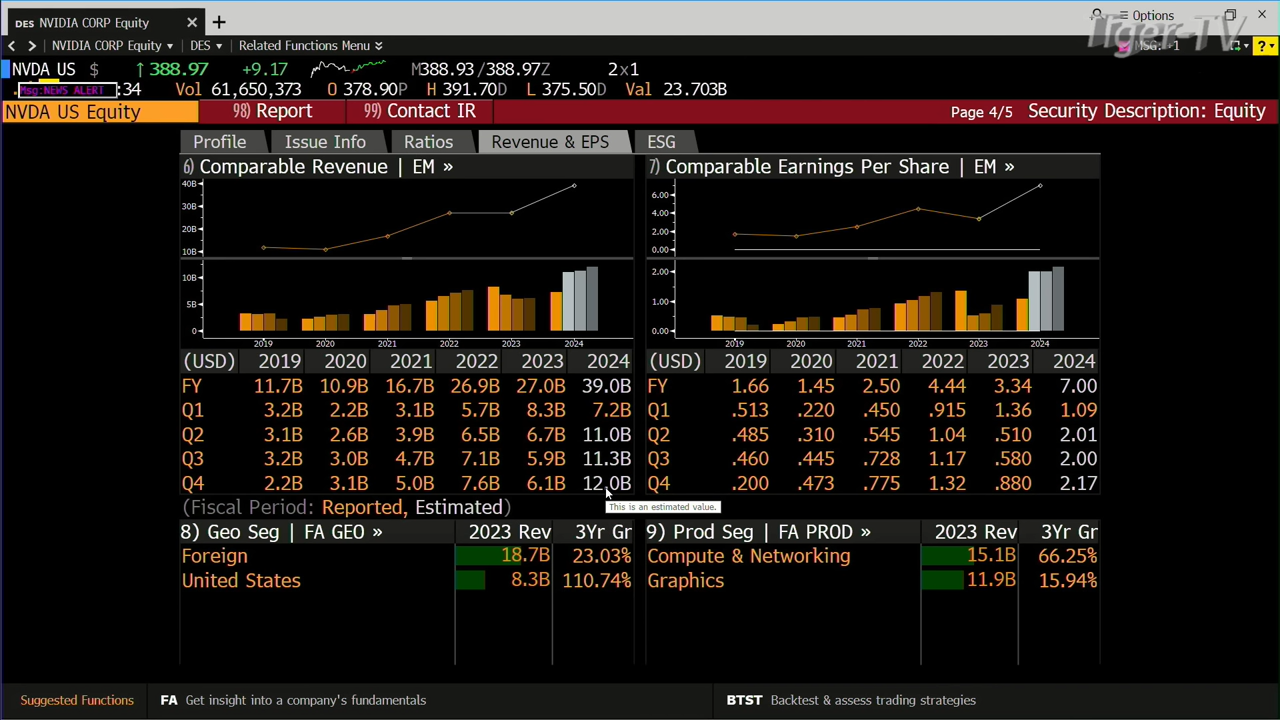 DES NVIDIA CORP Equity × +
Options
Tiger-TV
NVIDIA CORP Equity DES Related Functions Menu
MSG: +1 ?
NVDA US $ ↑ 388.97 +9.17 M388.93/388.97Z 2x1
Msg:NEWS ALERT :34 Vol 61,650,373 O 378.90P H 391.70D L 375.50D Val 23.703B
NVDA US Equity 98) Report 99) Contact IR Page 4/5 Security Description: Equity
Profile Issue Info Ratios Revenue & EPS ESG
6) Comparable Revenue | EM »
40B
30B
20B
10B
10B
5B
0
2019 2020 2021 2022 2023 2024
(USD) 2019 2020 2021 2022 2023 2024
FY 11.7B 10.9B 16.7B 26.9B 27.0B 39.0B
Q1 3.2B 2.2B 3.1B 5.7B 8.3B 7.2B
Q2 3.1B 2.6B 3.9B 6.5B 6.7B 11.0B
Q3 3.2B 3.0B 4.7B 7.1B 5.9B 11.3B
Q4 2.2B 3.1B 5.0B 7.6B 6.1B 12.0B
7) Comparable Earnings Per Share | EM »
6.00
4.00
2.00
0.00
2.00
1.00
0.00
2019 2020 2021 2022 2023 2024
(USD) 2019 2020 2021 2022 2023 2024
FY 1.66 1.45 2.50 4.44 3.34 7.00
Q1 .513 .220 .450 .915 1.36 1.09
Q2 .485 .310 .545 1.04 .510 2.01
Q3 .460 .445 .728 1.17 .580 2.00
Q4 .200 .473 .775 1.32 .880 2.17
(Fiscal Period: Reported, Estimated)
This is an estimated value.
8) Geo Seg | FA GEO » 2023 Rev 3Yr Gr
Foreign 18.7B 23.03%
United States 8.3B 110.74%
9) Prod Seg | FA PROD » 2023 Rev 3Yr Gr
Compute & Networking 15.1B 66.25%
Graphics 11.9B 15.94%
Suggested Functions FA Get insight into a company's fundamentals BTST Backtest & assess trading strategies